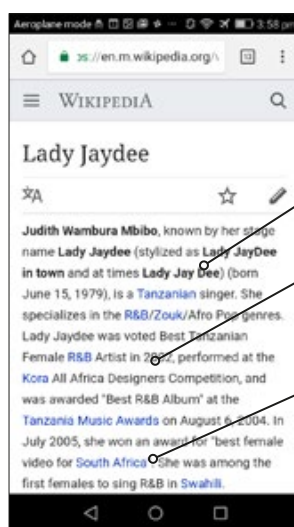 Aeroplane mode 3:58 pm
en.m.wikipedia.org/
WIKIPEDIA
Lady Jaydee
Judith Wambura Mbibo, known by her stage
name Lady Jaydee (stylized as Lady JayDee
in town and at times Lady Jay Dee) (born
June 15, 1979), is a Tanzanian singer. She
specializes in the R&B/Zouk/Afro Pop genres.
Lady Jaydee was voted Best Tanzanian
Female R&B Artist in 2002, performed at the
Kora All Africa Designers Competition, and
was awarded "Best R&B Album" at the
Tanzania Music Awards on August 6, 2004. In
July 2005, she won an award for "best female
video for South Africa" She was among the
first females to sing R&B in Swahili.